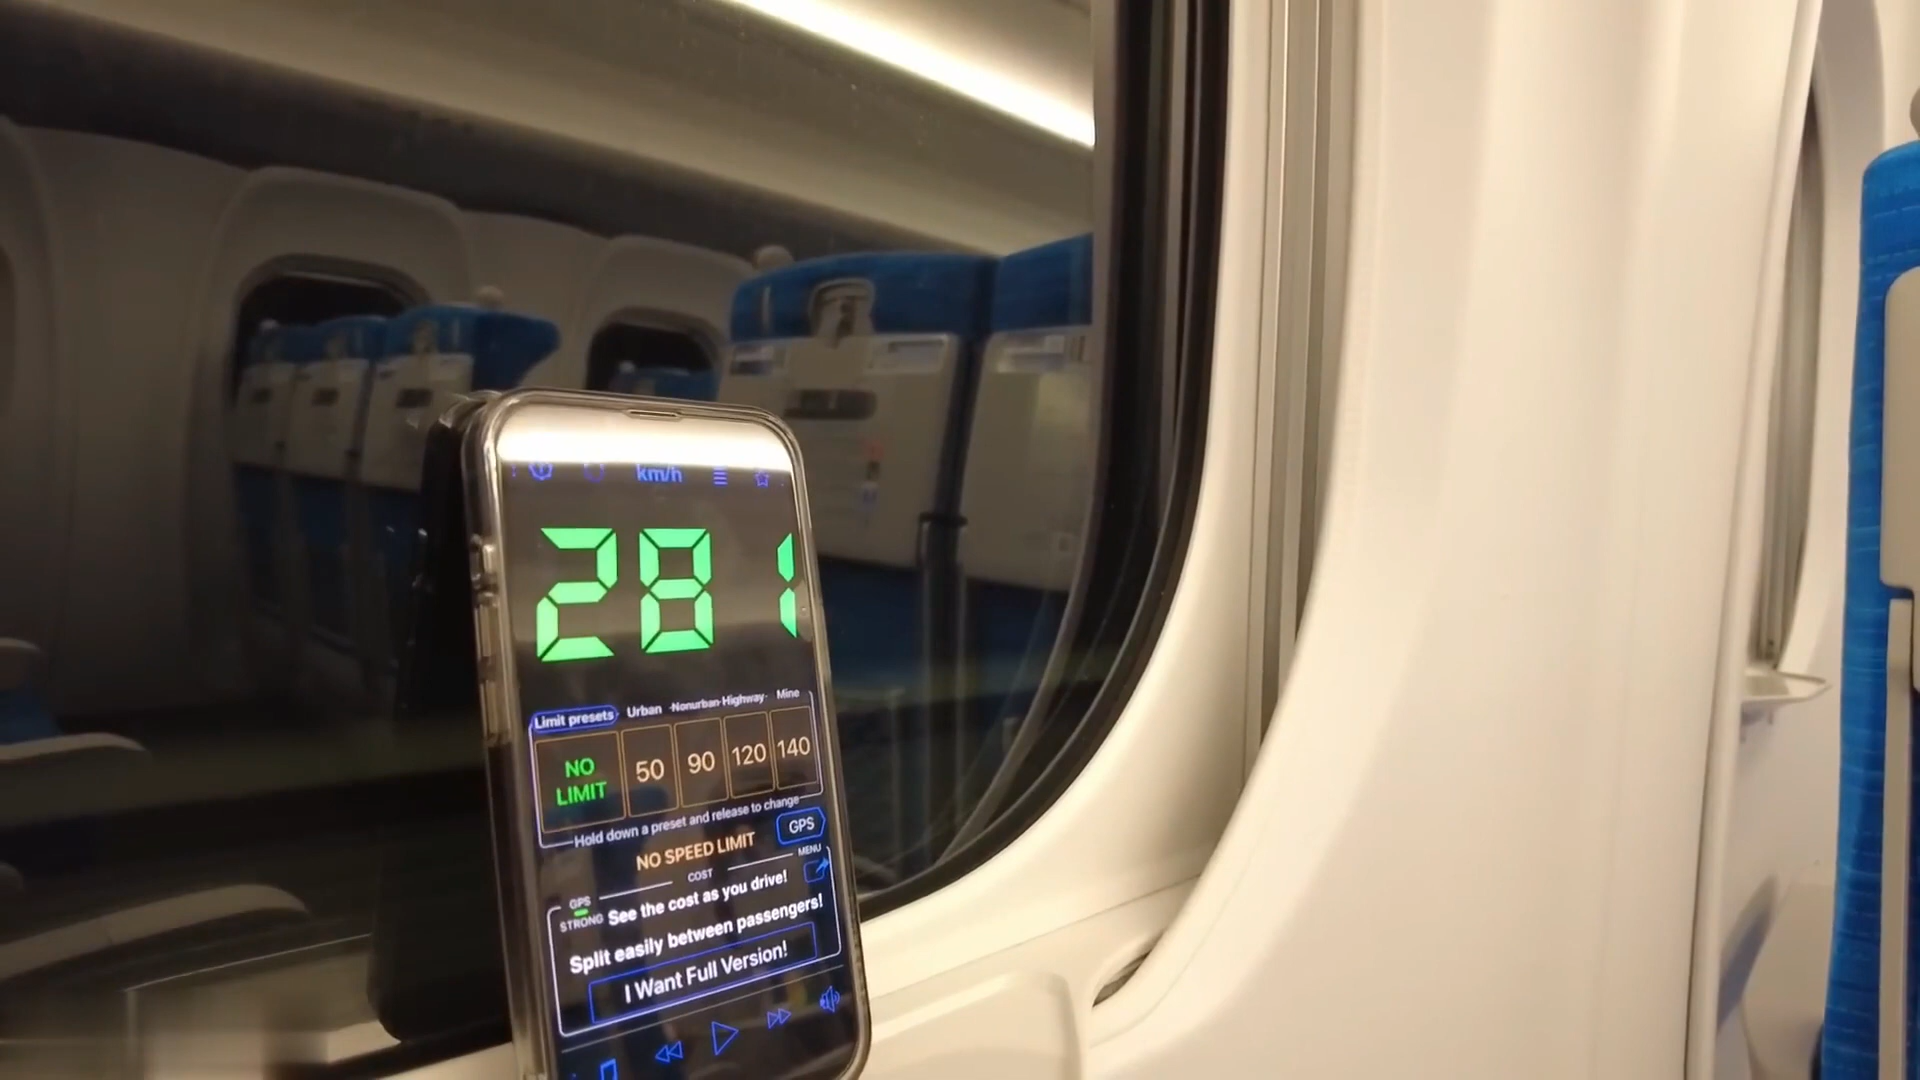 km/h
281
Limit presets Urban Nonurban Highway Mine
NO LIMIT 50 90 120 140
Hold down a preset and release to change
NO SPEED LIMIT GPS
MENU
COST
GPS
STRONG
See the cost as you drive!
Split easily between passengers!
I Want Full Version!